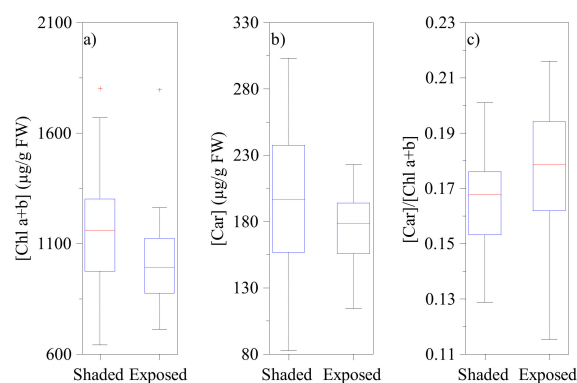 a)
[Chl a+b] (µg/g FW)
2100
1600
1100
600
Shaded Exposed
b)
[Car] (µg/g FW)
330
280
230
180
130
80
Shaded Exposed
c)
[Car]/[Chl a+b]
0.23
0.21
0.19
0.17
0.15
0.13
0.11
Shaded Exposed